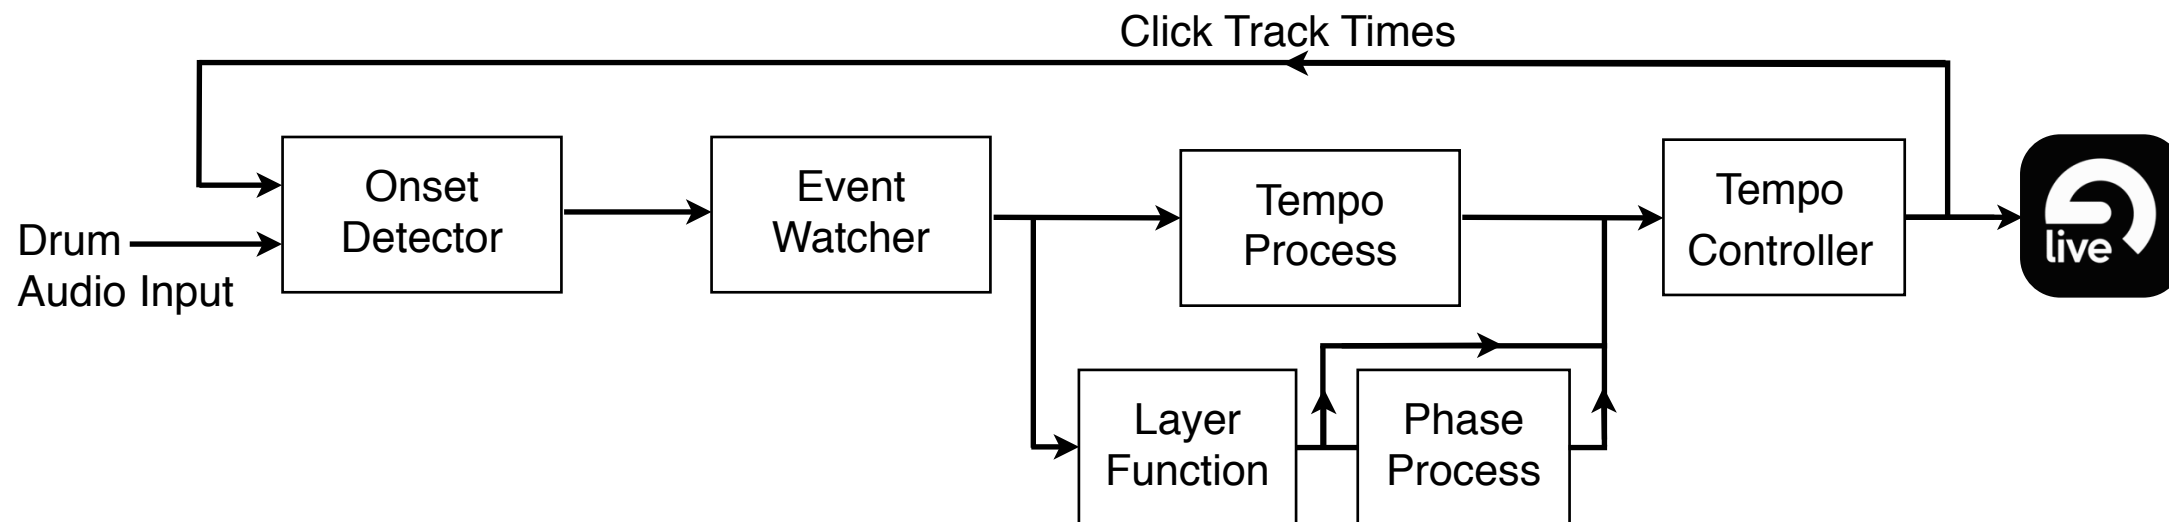 Click Track Times
Onset
Detector
Event
Watcher
Tempo
Process
Tempo
Controller
live
Drum
Audio Input
Layer
Function
Phase
Process